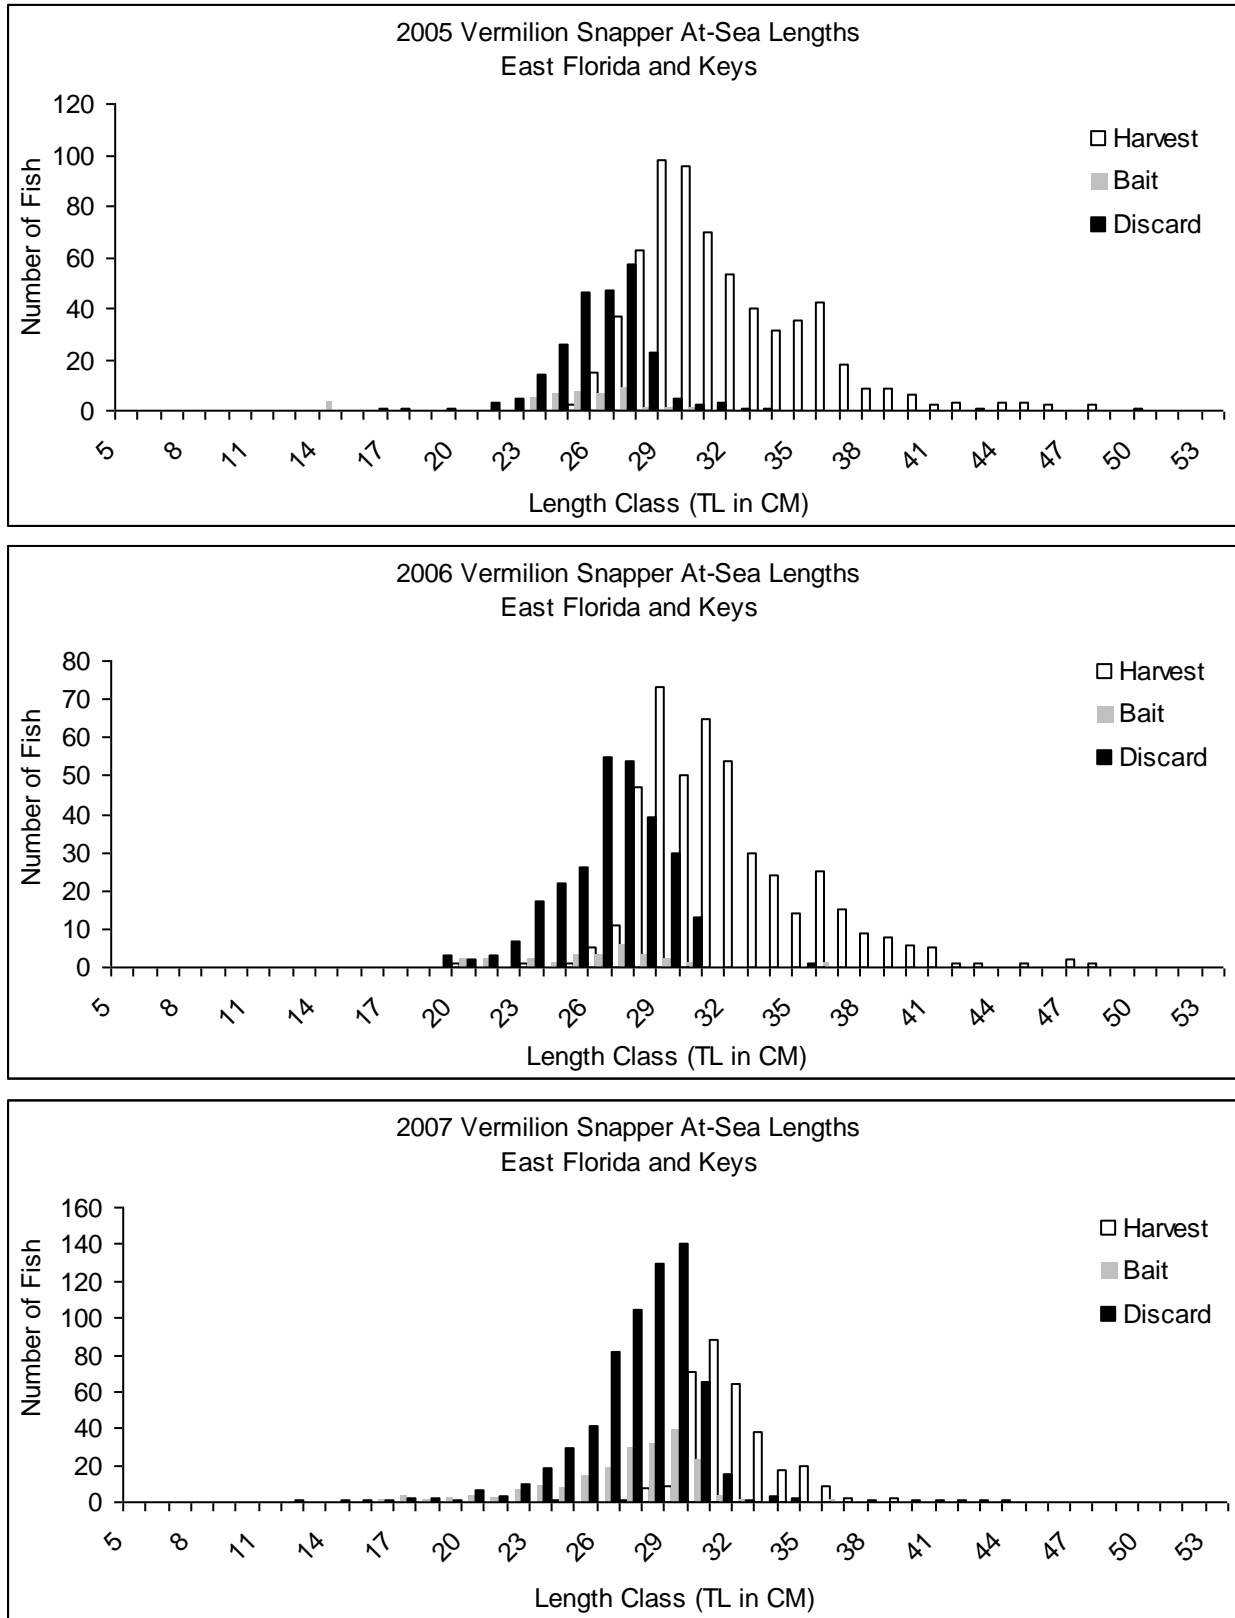 2005 Vermilion Snapper At-Sea Lengths
East Florida and Keys
120
100
80
60
40
20
0
Number of Fish
Harvest
Bait
Discard
5 8 11 14 17 20 23 26 29 32 35 38 41 44 47 50 53
Length Class (TL in CM)
2006 Vermilion Snapper At-Sea Lengths
East Florida and Keys
80
70
60
50
40
30
20
10
0
Number of Fish
Harvest
Bait
Discard
5 8 11 14 17 20 23 26 29 32 35 38 41 44 47 50 53
Length Class (TL in CM)
2007 Vermilion Snapper At-Sea Lengths
East Florida and Keys
160
140
120
100
80
60
40
20
0
Number of Fish
Harvest
Bait
Discard
5 8 11 14 17 20 23 26 29 32 35 38 41 44 47 50 53
Length Class (TL in CM)